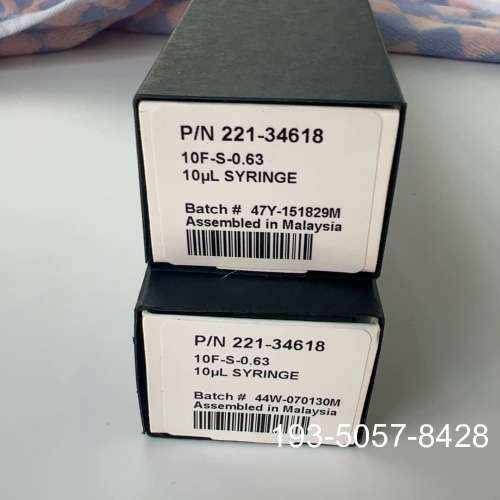 P/N 221-34618
10F-S-0.63
10µL SYRINGE
Batch # 47Y-151829M
Assembled in Malaysia
P/N 221-34618
10F-S-0.63
10µL SYRINGE
Batch # 44W-070130M
Assembled in Malaysia
193-5057-8428